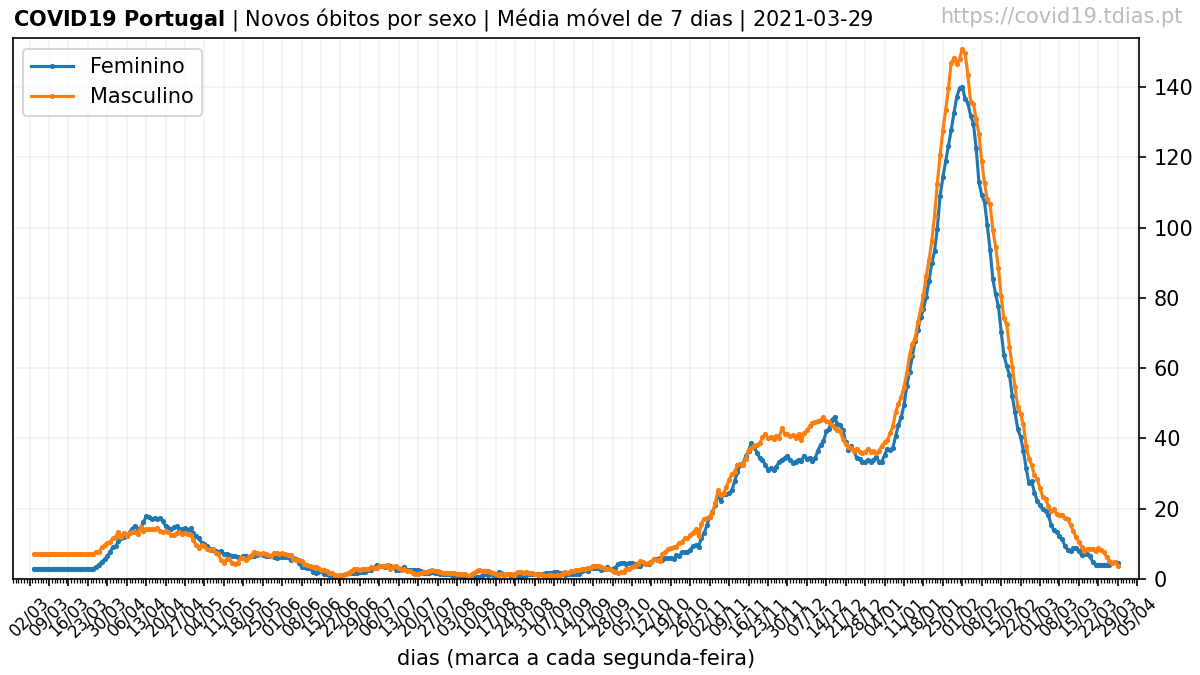 COVID19 Portugal | Novos óbitos por sexo | Média móvel de 7 dias | 2021-03-29
https://covid19.tdias.pt
Feminino
Masculino
140
120
100
80
60
40
20
0
02/03 09/03 16/03 23/03 30/03 06/04 13/04 20/04 27/04 04/05 11/05 18/05 25/05 01/06 08/06 15/06 22/06 29/06 06/07 13/07 20/07 27/07 03/08 10/08 17/08 24/08 31/08 07/09 14/09 21/09 28/09 05/10 12/10 19/10 26/10 02/11 09/11 16/11 23/11 30/11 07/12 14/12 21/12 28/12 04/01 11/01 18/01 25/01 01/02 08/02 15/02 22/02 01/03 08/03 15/03 22/03 29/03 05/04
dias (marca a cada segunda-feira)